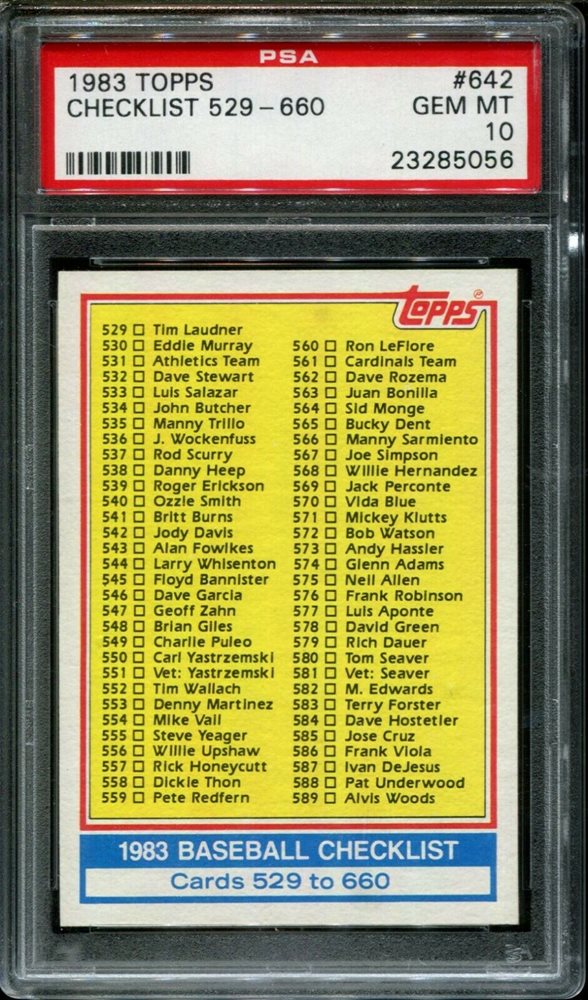 PSA
1983 TOPPS #642
CHECKLIST 529-660 GEM MT
10
23285056
TOPPS
529 Tim Laudner
530 Eddie Murray
531 Athletics Team
532 Dave Stewart
533 Luis Salazar
534 John Butcher
535 Manny Trillo
536 J. Wockenfuss
537 Rod Scurry
538 Danny Heep
539 Roger Erickson
540 Ozzie Smith
541 Britt Burns
542 Jody Davis
543 Alan Fowlkes
544 Larry Whisenton
545 Floyd Bannister
546 Dave Garcia
547 Geoff Zahn
548 Brian Giles
549 Charlie Puleo
550 Carl Yastrzemski
551 Vet: Yastrzemski
552 Tim Wallach
553 Denny Martinez
554 Mike Vail
555 Steve Yeager
556 Willie Upshaw
557 Rick Honeycutt
558 Dickie Thon
559 Pete Redfern
560 Ron LeFlore
561 Cardinals Team
562 Dave Rozema
563 Juan Bonilla
564 Sid Monge
565 Bucky Dent
566 Manny Sarmiento
567 Joe Simpson
568 Willie Hernandez
569 Jack Perconte
570 Vida Blue
571 Mickey Klutts
572 Bob Watson
573 Andy Hassler
574 Glenn Adams
575 Neil Allen
576 Frank Robinson
577 Luis Aponte
578 David Green
579 Rich Dauer
580 Tom Seaver
581 Vet: Seaver
582 M. Edwards
583 Terry Forster
584 Dave Hostetler
585 Jose Cruz
586 Frank Viola
587 Ivan DeJesus
588 Pat Underwood
589 Alvis Woods
1983 BASEBALL CHECKLIST
Cards 529 to 660